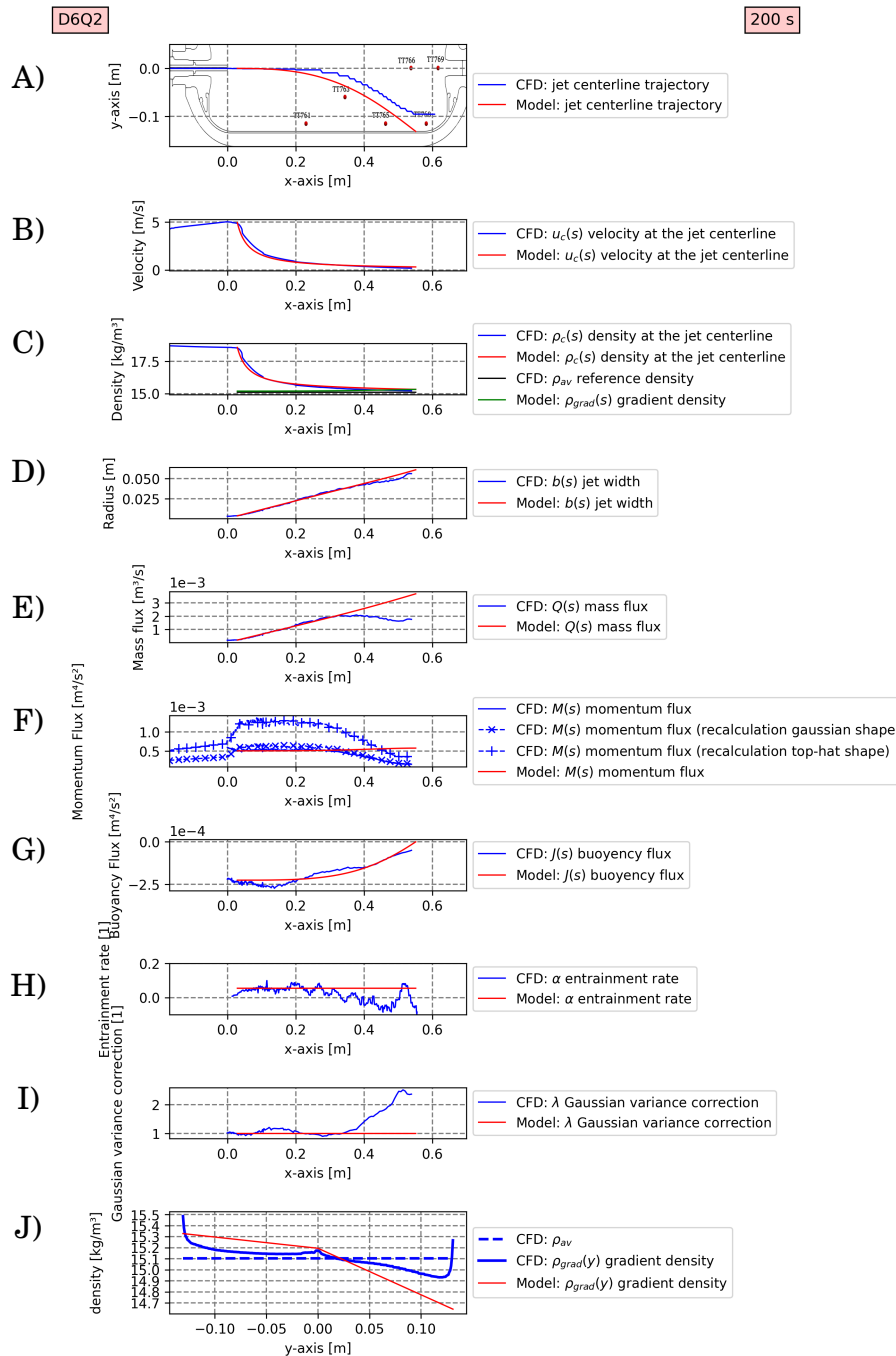 D6Q2
200 s
A)
y-axis [m]
0.0
−0.1
TT766
TT769
TT763
TT761
TT765
0.0
0.2
0.4
0.6
x-axis [m]
CFD: jet centerline trajectory
Model: jet centerline trajectory
B)
Velocity [m/s]
5
0
0.0
0.2
0.4
0.6
x-axis [m]
CFD: u_c(s) velocity at the jet centerline
Model: u_c(s) velocity at the jet centerline
C)
Density [kg/m³]
17.5
15.0
0.0
0.2
0.4
0.6
x-axis [m]
CFD: ρ_c(s) density at the jet centerline
Model: ρ_c(s) density at the jet centerline
CFD: ρ_av reference density
Model: ρ_grad(s) gradient density
D)
Radius [m]
0.050
0.025
0.0
0.2
0.4
0.6
x-axis [m]
CFD: b(s) jet width
Model: b(s) jet width
E)
Mass flux [m³/s]
1e−3
3
2
1
0.0
0.2
0.4
0.6
x-axis [m]
CFD: Q(s) mass flux
Model: Q(s) mass flux
F)
Momentum Flux [m⁴/s²]
1e−3
1.0
0.5
0.0
0.2
0.4
0.6
x-axis [m]
CFD: M(s) momentum flux
CFD: M(s) momentum flux (recalculation gaussian shape
CFD: M(s) momentum flux (recalculation top-hat shape)
Model: M(s) momentum flux
G)
Buoyancy Flux [m⁴/s²]
1e−4
0.0
−2.5
0.0
0.2
0.4
0.6
x-axis [m]
CFD: J(s) buoyency flux
Model: J(s) buoyency flux
H)
Entrainment rate [1]
0.2
0.0
0.0
0.2
0.4
0.6
x-axis [m]
CFD: α entrainment rate
Model: α entrainment rate
I)
Gaussian variance correction [1]
2
1
0.0
0.2
0.4
0.6
x-axis [m]
CFD: λ Gaussian variance correction
Model: λ Gaussian variance correction
J)
density [kg/m³]
15.5
15.4
15.3
15.2
15.1
15.0
14.9
14.8
14.7
−0.10
−0.05
0.00
0.05
0.10
y-axis [m]
CFD: ρ_av
CFD: ρ_grad(y) gradient density
Model: ρ_grad(y) gradient density